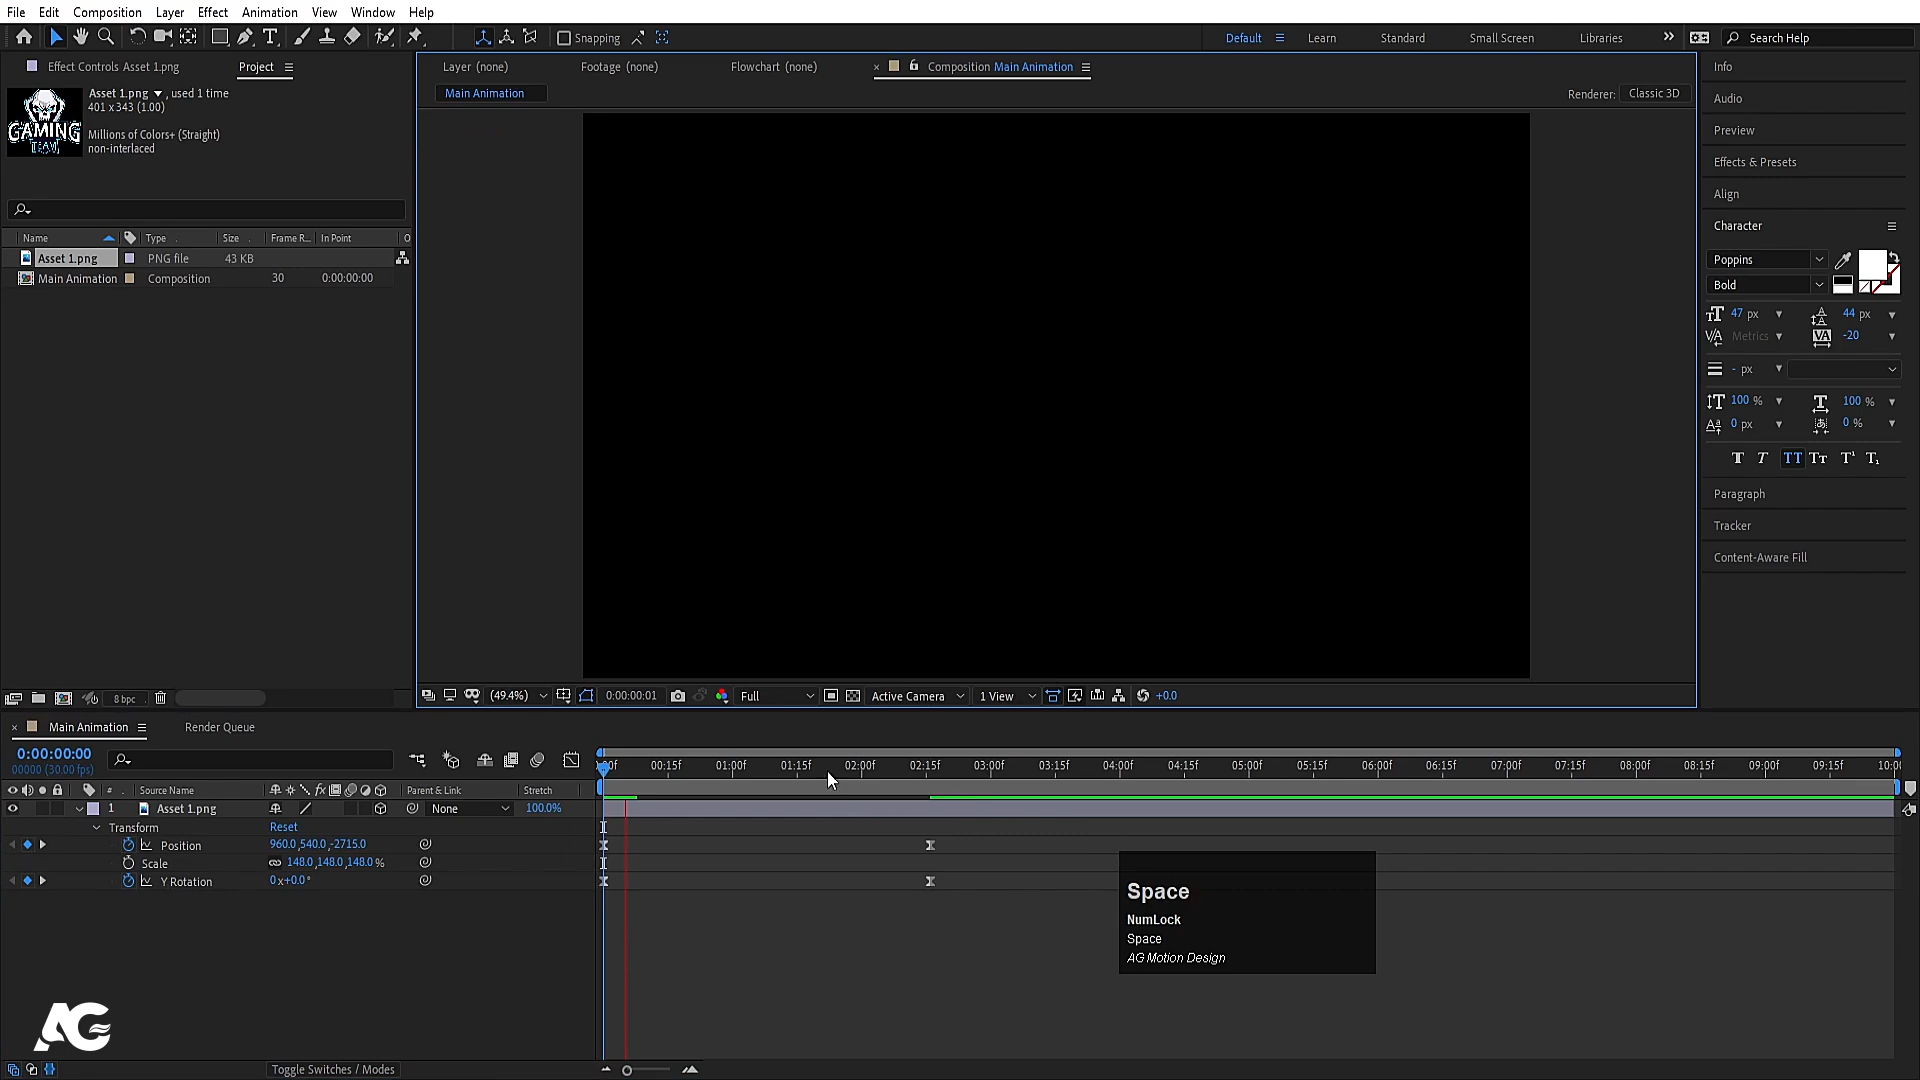 File Edit Composition Layer Effect Animation View Window Help
Snapping Default Learn Standard Small Screen Libraries Search Help
Effect Controls Asset 1.png Project
Asset 1.png , used 1 time
401 x 343 (1.00)
Millions of Colors+ (Straight)
non-interlaced
GAMING
TEAM
Name Type Size Frame R... In Point O
Asset 1.png PNG file 43 KB
Main Animation Composition 30 0:00:00:00
8 bpc
Layer (none) Footage (none) Flowchart (none) × Composition Main Animation
Main Animation Renderer: Classic 3D
(49.4%) 0:00:00:01 Full Active Camera 1 View +0.0
Info
Audio
Preview
Effects & Presets
Align
Character
Poppins
Bold
47 px 44 px
Metrics -20
- px
100 % 100 %
0 px 0 %
T T TT Tт T¹ T₁
Paragraph
Tracker
Content-Aware Fill
× Main Animation Render Queue
0:00:00:00
00000 (30.00 fps)
00f 00:15f 01:00f 01:15f 02:00f 02:15f 03:00f 03:15f 04:00f 04:15f 05:00f 05:15f 06:00f 06:15f 07:00f 07:15f 08:00f 08:15f 09:00f 09:15f 10:00
# Source Name fx Parent & Link Stretch
1 Asset 1.png None 100.0%
Transform Reset
Position 960.0,540.0,-2715.0
Scale 148.0,148.0,148.0%
Y Rotation 0x+0.0°
Space
NumLock
Space
AG Motion Design
AG
Toggle Switches / Modes